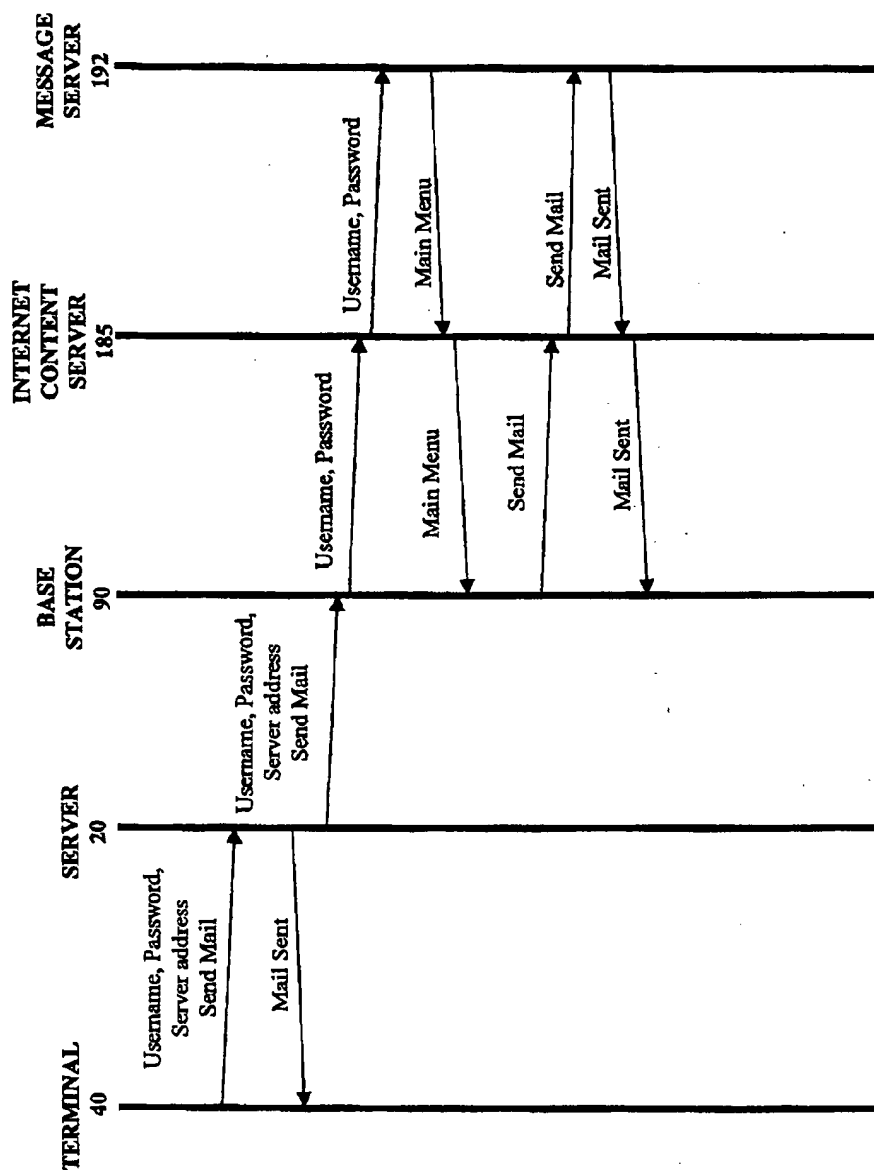 TERMINAL
40
SERVER
20
BASE
STATION
90
INTERNET
CONTENT
SERVER
185
MESSAGE
SERVER
192
Username, Password,
Server address
Send Mail
Mail Sent
Username, Password,
Server address
Send Mail
Username, Password
Username, Password
Main Menu
Main Menu
Send Mail
Send Mail
Mail Sent
Mail Sent